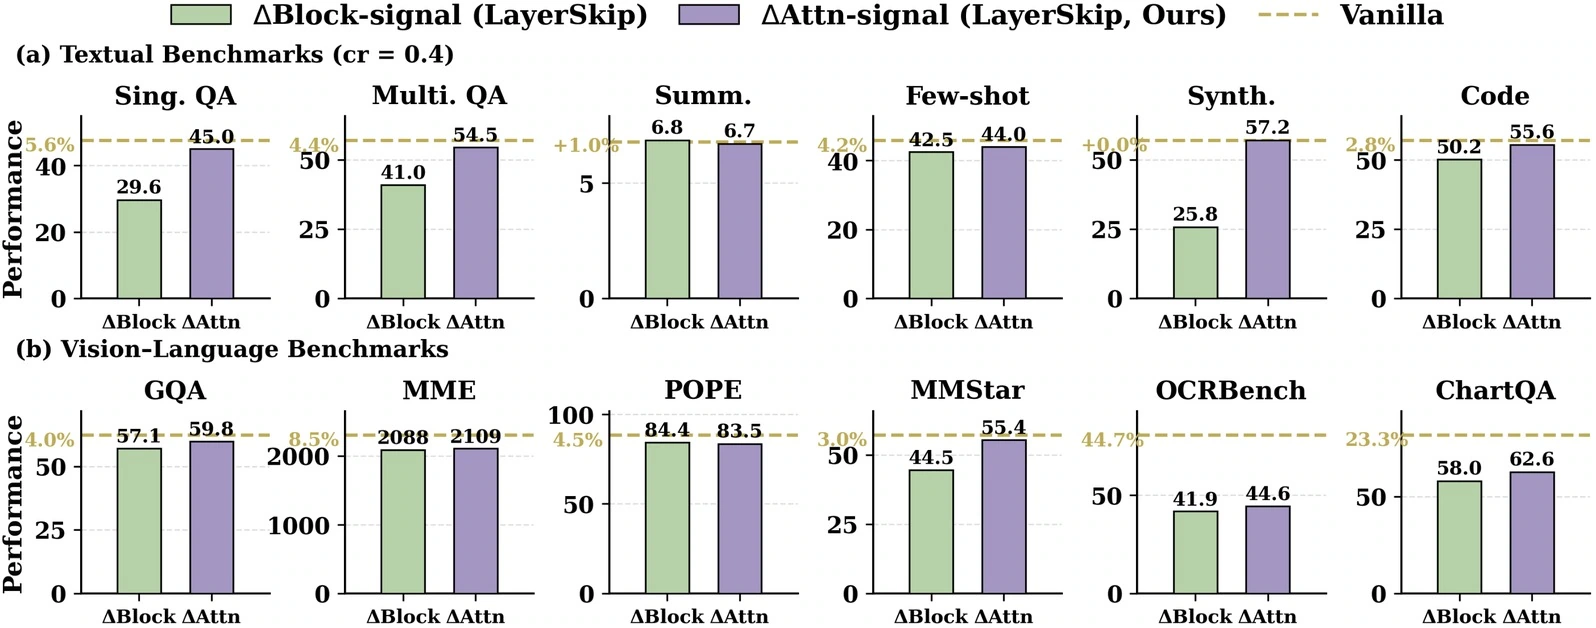 ΔBlock-signal (LayerSkip) ΔAttn-signal (LayerSkip, Ours) Vanilla
(a) Textual Benchmarks (cr = 0.4)
Sing. QA Multi. QA Summ. Few-shot Synth. Code
Performance
5.6% 4.4% +1.0% 4.2% +0.0% 2.8%
29.6 45.0 41.0 54.5 6.8 6.7 42.5 44.0 25.8 57.2 50.2 55.6
40 50 5 40 50 50
20 25 20 25 25
0 0 0 0 0 0
ΔBlock ΔAttn ΔBlock ΔAttn ΔBlock ΔAttn ΔBlock ΔAttn ΔBlock ΔAttn ΔBlock ΔAttn
(b) Vision–Language Benchmarks
GQA MME POPE MMStar OCRBench ChartQA
Performance
4.0% 8.5% 4.5% 3.0% 44.7% 23.3%
57.1 59.8 2088 2109 84.4 83.5 44.5 55.4 41.9 44.6 58.0 62.6
100
50 2000 50 50 50 50
25 1000 25
0 0 0 0 0 0
ΔBlock ΔAttn ΔBlock ΔAttn ΔBlock ΔAttn ΔBlock ΔAttn ΔBlock ΔAttn ΔBlock ΔAttn